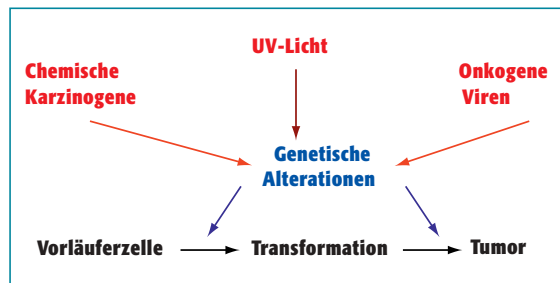 UV-Licht
Chemische
Karzinogene
Onkogene
Viren
Genetische
Alterationen
Vorläuferzelle
Transformation
Tumor